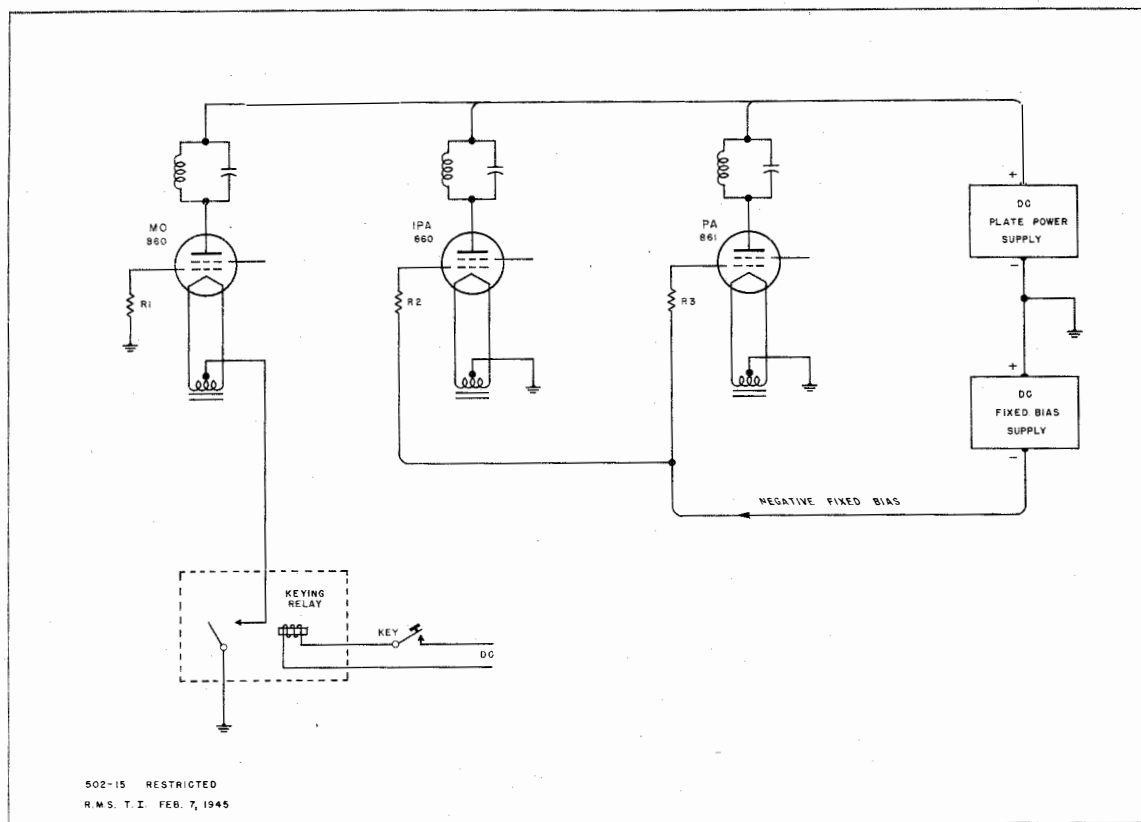 MO
860
IPA
860
PA
861
R1
R2
R3
+
DC
PLATE POWER
SUPPLY
−
+
DC
FIXED BIAS
SUPPLY
−
NEGATIVE FIXED BIAS
KEYING
RELAY
KEY
DC
502-15 RESTRICTED
R.M.S. T.I. FEB. 7, 1945